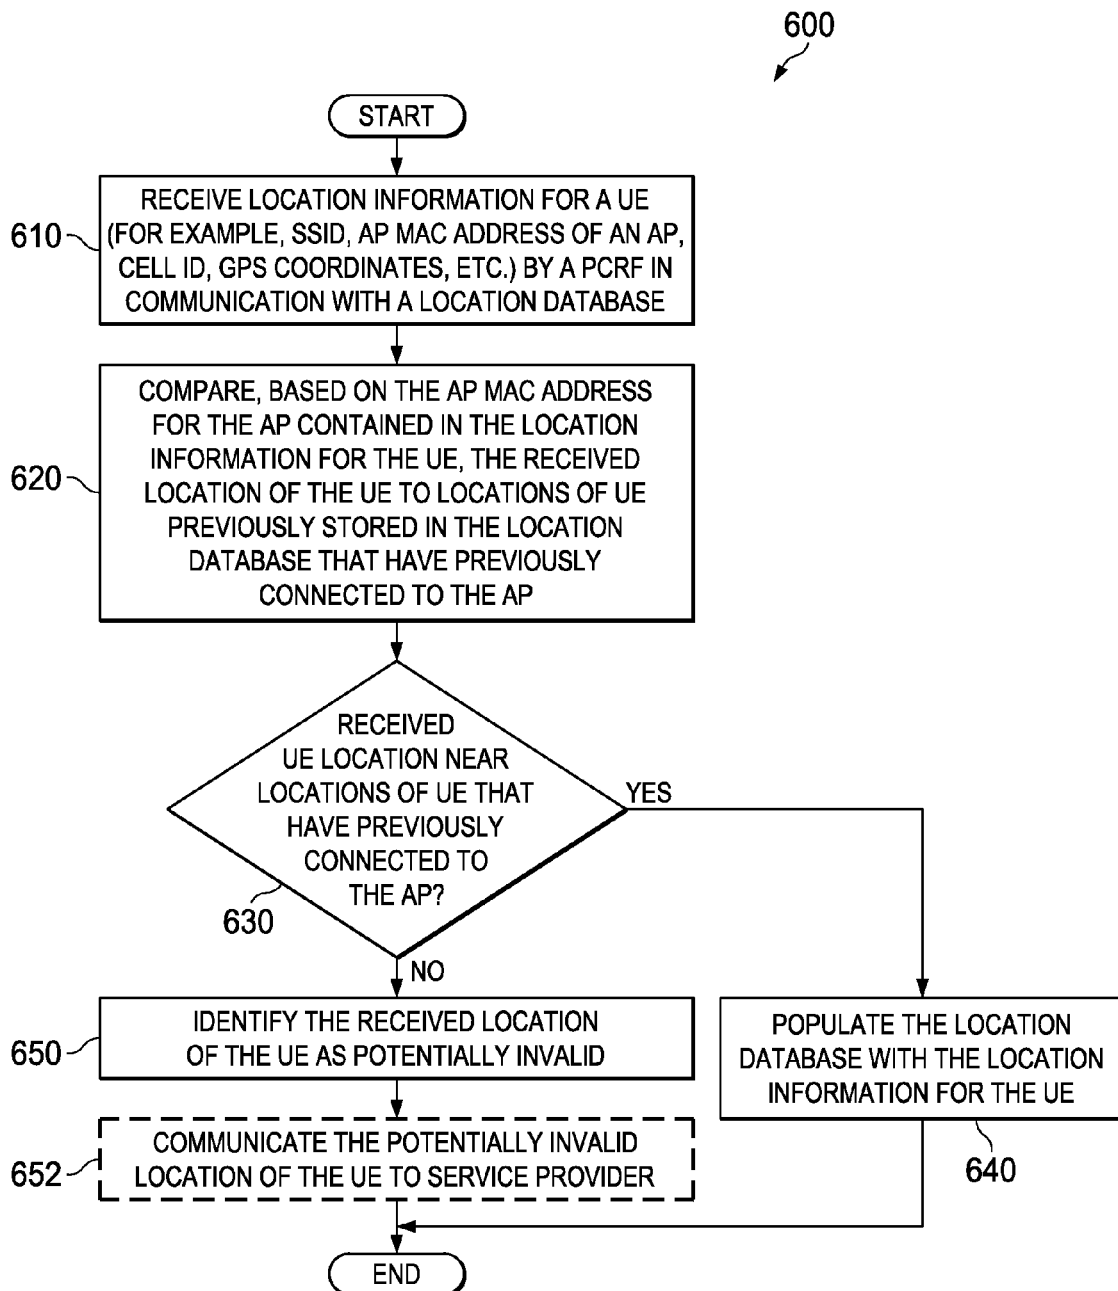 600
START
610
RECEIVE LOCATION INFORMATION FOR A UE
(FOR EXAMPLE, SSID, AP MAC ADDRESS OF AN AP,
CELL ID, GPS COORDINATES, ETC.) BY A PCRF IN
COMMUNICATION WITH A LOCATION DATABASE
620
COMPARE, BASED ON THE AP MAC ADDRESS
FOR THE AP CONTAINED IN THE LOCATION
INFORMATION FOR THE UE, THE RECEIVED
LOCATION OF THE UE TO LOCATIONS OF UE
PREVIOUSLY STORED IN THE LOCATION
DATABASE THAT HAVE PREVIOUSLY
CONNECTED TO THE AP
RECEIVED
UE LOCATION NEAR
LOCATIONS OF UE THAT
HAVE PREVIOUSLY
CONNECTED TO
THE AP?
630
YES
NO
650
IDENTIFY THE RECEIVED LOCATION
OF THE UE AS POTENTIALLY INVALID
POPULATE THE LOCATION
DATABASE WITH THE LOCATION
INFORMATION FOR THE UE
640
652
COMMUNICATE THE POTENTIALLY INVALID
LOCATION OF THE UE TO SERVICE PROVIDER
END